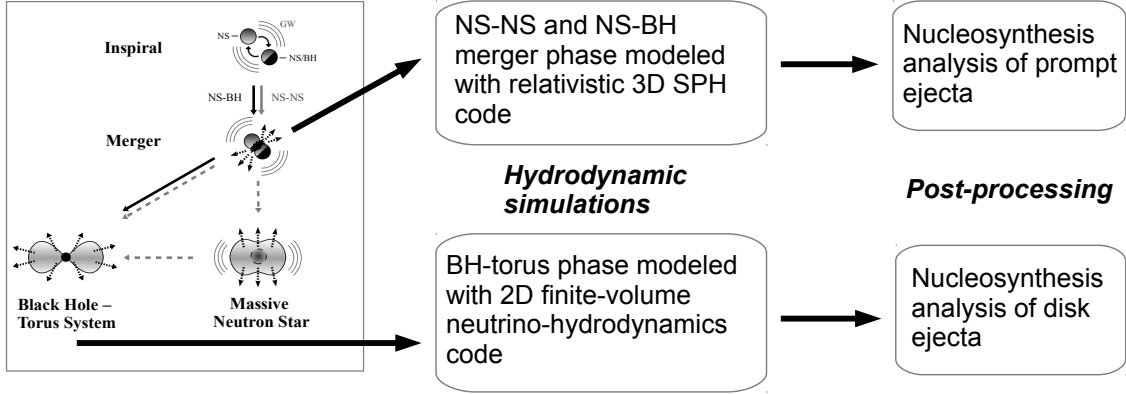 Inspiral
NS
GW
NS/BH
NS-BH
NS-NS
Merger
Black Hole –
Torus System
Massive
Neutron Star
NS-NS and NS-BH
merger phase modeled
with relativistic 3D SPH
code
Nucleosynthesis
analysis of prompt
ejecta
Hydrodynamic
simulations
Post-processing
BH-torus phase modeled
with 2D finite-volume
neutrino-hydrodynamics
code
Nucleosynthesis
analysis of disk
ejecta